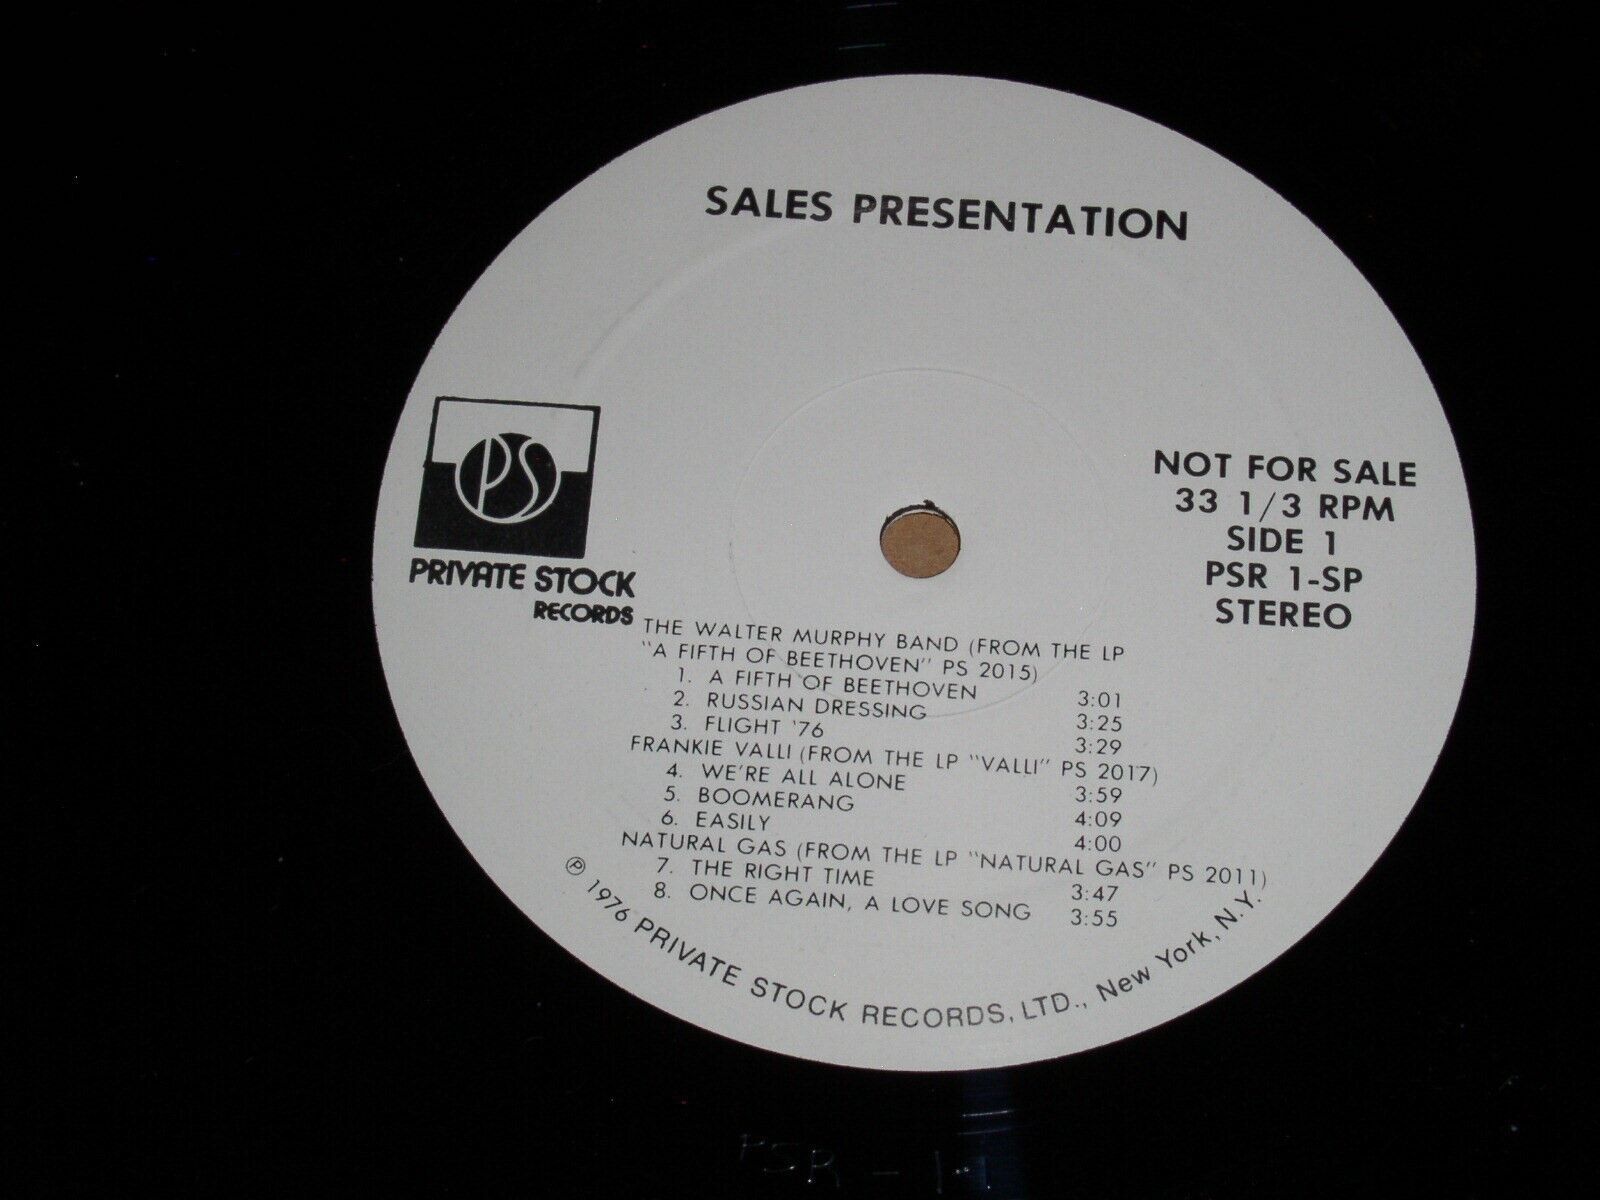 SALES PRESENTATION
PS
PRIVATE STOCK
RECORDS
NOT FOR SALE
33 1/3 RPM
SIDE 1
PSR 1-SP
STEREO
THE WALTER MURPHY BAND (FROM THE LP
"A FIFTH OF BEETHOVEN" PS 2015)
1. A FIFTH OF BEETHOVEN 3:01
2. RUSSIAN DRESSING 3:25
3. FLIGHT '76 3:29
FRANKIE VALLI (FROM THE LP "VALLI" PS 2017)
4. WE'RE ALL ALONE 3:59
5. BOOMERANG 4:09
6. EASILY 4:00
NATURAL GAS (FROM THE LP "NATURAL GAS" PS 2011)
7. THE RIGHT TIME 3:47
8. ONCE AGAIN, A LOVE SONG 3:55
℗ 1976 PRIVATE STOCK RECORDS, LTD., New York, N.Y.